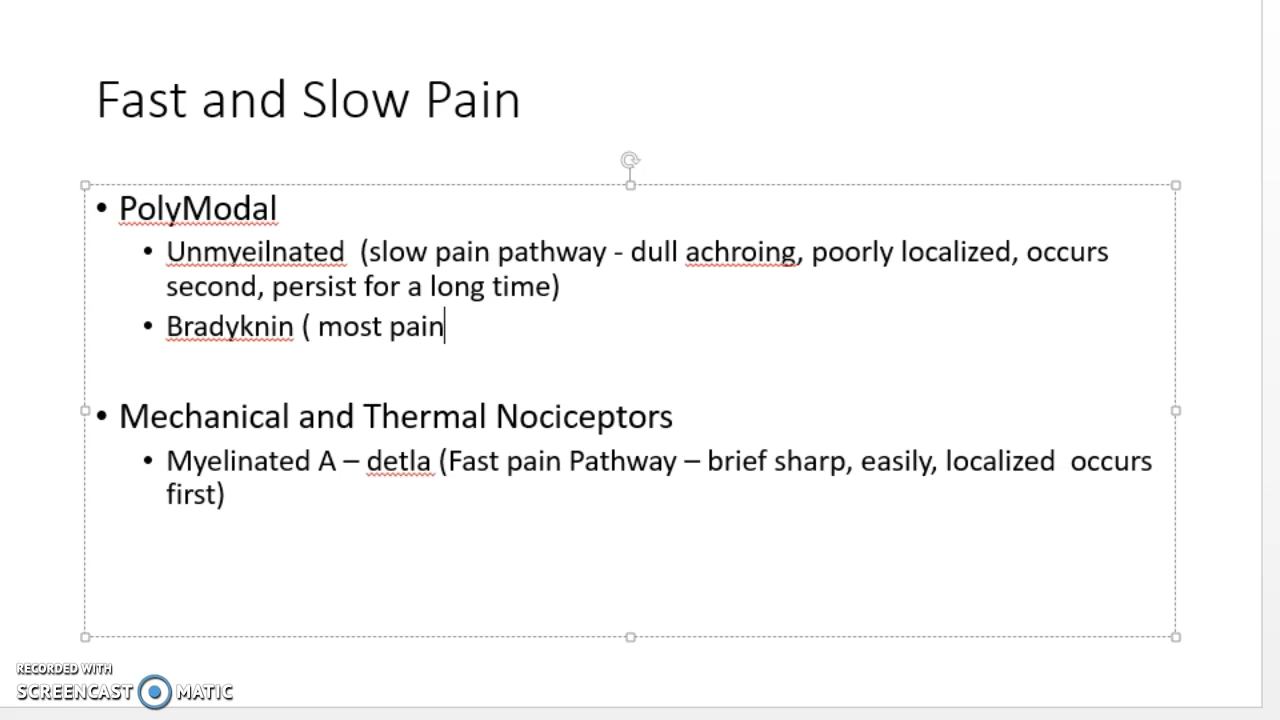 Fast and Slow Pain
• PolyModal
• Unmyeilnated (slow pain pathway - dull achroing, poorly localized, occurs
second, persist for a long time)
• Bradyknin ( most pain
• Mechanical and Thermal Nociceptors
• Myelinated A – detla (Fast pain Pathway – brief sharp, easily, localized occurs
first)
RECORDED WITH
SCREENCAST MATIC